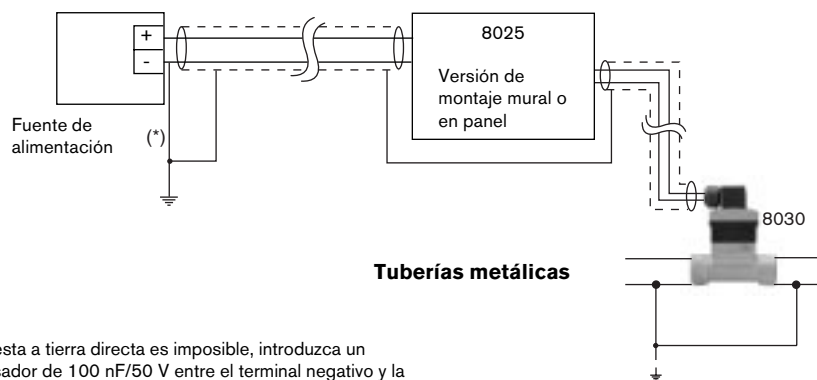 +
-
Fuente de
alimentación
(*)
8025
Versión de
montaje mural o
en panel
8030
Tuberías metálicas
esta a tierra directa es imposible, introduzca un
sador de 100 nF/50 V entre el terminal negativo y la